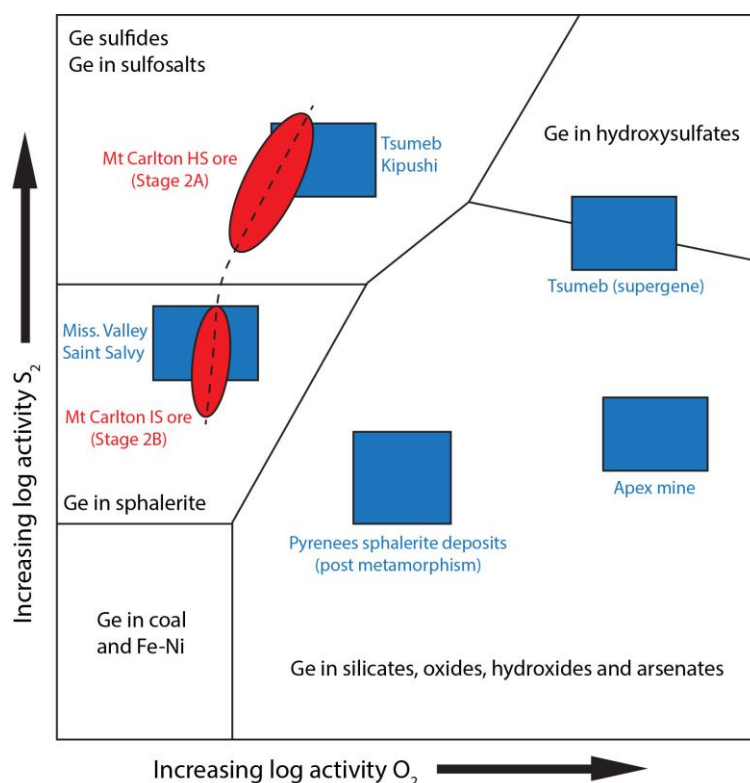 Ge sulfides
Ge in sulfosalts
Ge in hydroxysulfates
Mt Carlton HS ore
(Stage 2A)
Tsumeb
Kipushi
Tsumeb (supergene)
Miss. Valley
Saint Salvy
Mt Carlton IS ore
(Stage 2B)
Apex mine
Ge in sphalerite
Pyrenees sphalerite deposits
(post metamorphism)
Ge in coal
and Fe-Ni
Ge in silicates, oxides, hydroxides and arsenates
Increasing log activity S₂
Increasing log activity O₂